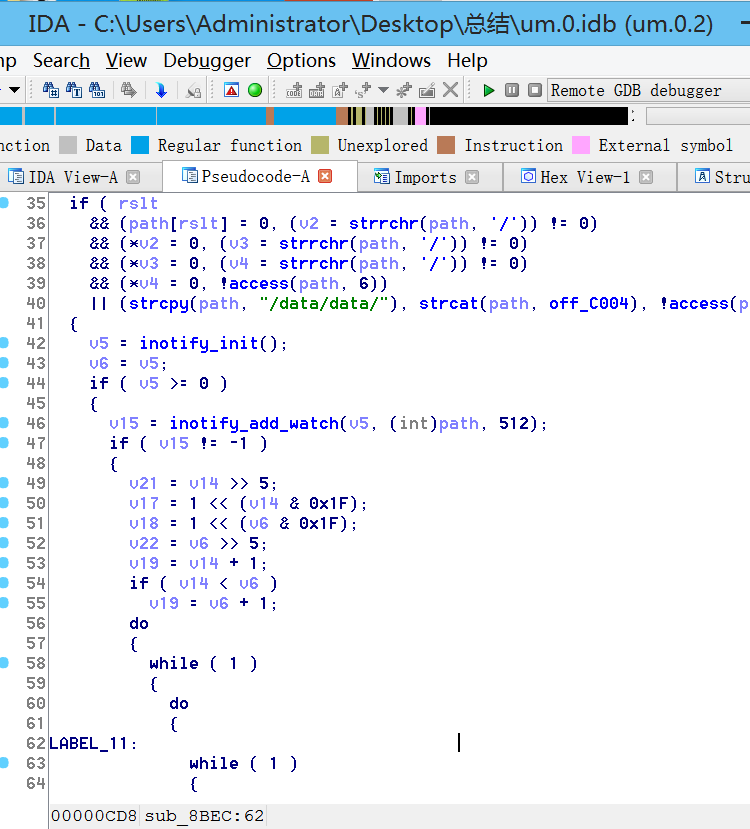 IDA - C:\Users\Administrator\Desktop\总结\um.0.idb (um.0.2)
Search View Debugger Options Windows Help
Remote GDB debugger
nction Data Regular function Unexplored Instruction External symbol
IDA View-A Pseudocode-A Imports Hex View-1 Stru
35 if ( rslt
36 && (path[rslt] = 0, (v2 = strrchr(path, '/')) != 0)
37 && (*v2 = 0, (v3 = strrchr(path, '/')) != 0)
38 && (*v3 = 0, (v4 = strrchr(path, '/')) != 0)
39 && (*v4 = 0, !access(path, 6))
40 || (strcpy(path, "/data/data/"), strcat(path, off_C004), !access(p
41 {
42 v5 = inotify_init();
43 v6 = v5;
44 if ( v5 >= 0 )
45 {
46 v15 = inotify_add_watch(v5, (int)path, 512);
47 if ( v15 != -1 )
48 {
49 v21 = v14 >> 5;
50 v17 = 1 << (v14 & 0x1F);
51 v18 = 1 << (v6 & 0x1F);
52 v22 = v6 >> 5;
53 v19 = v14 + 1;
54 if ( v14 < v6 )
55 v19 = v6 + 1;
56 do
57 {
58 while ( 1 )
59 {
60 do
61 {
62 LABEL_11:
63 while ( 1 )
64 {
00000CD8 sub_8BEC:62